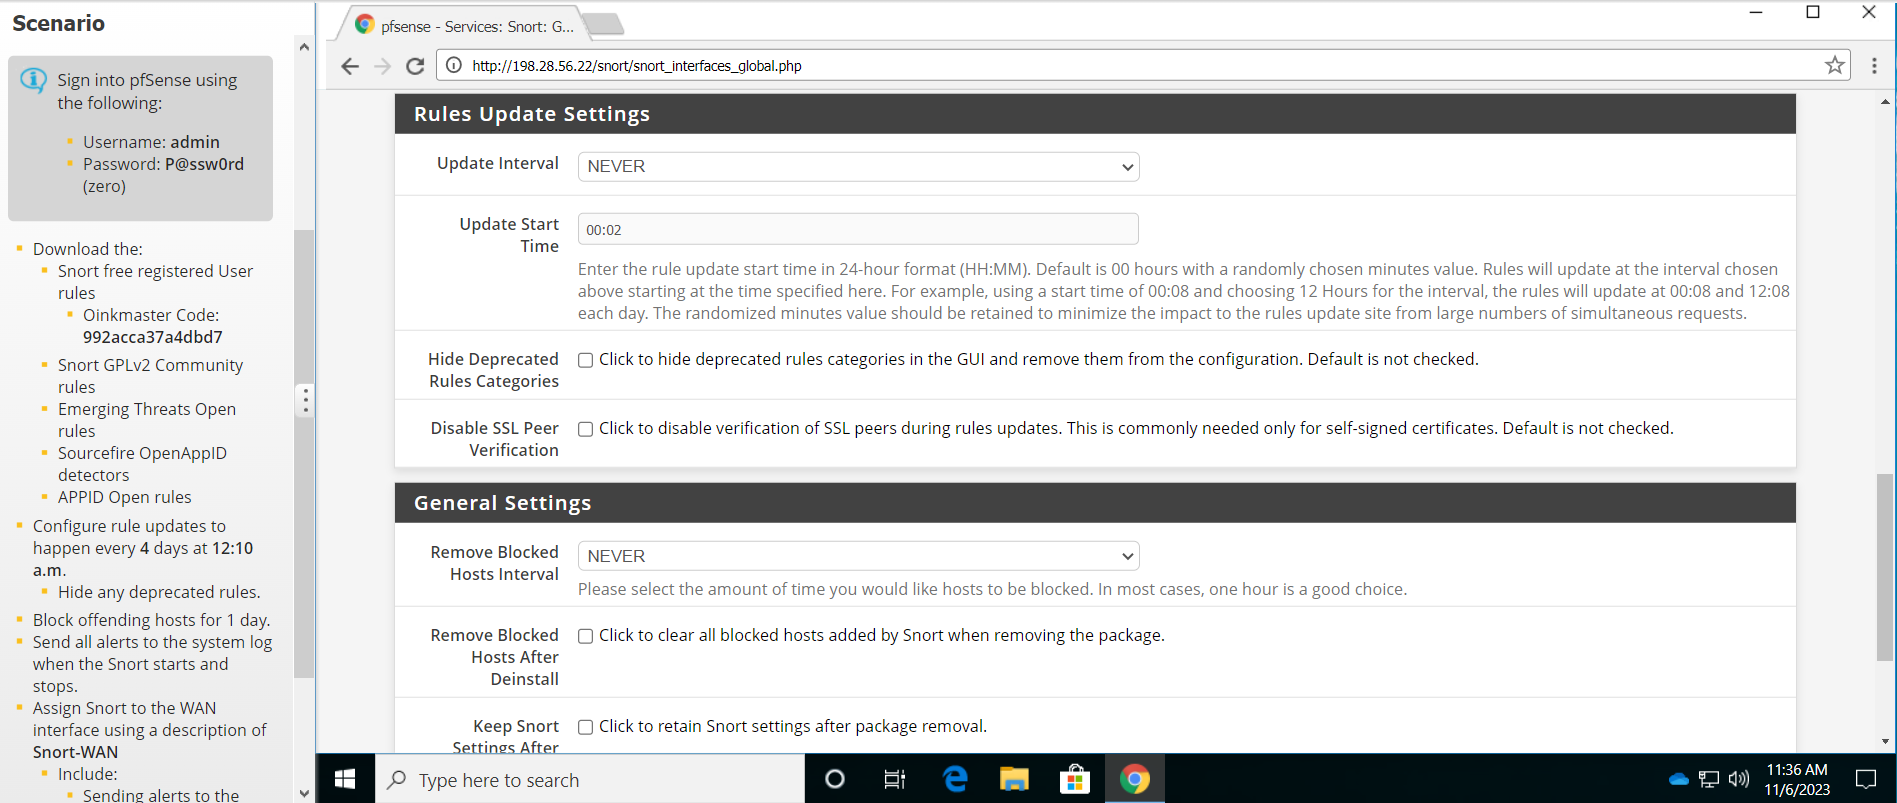 Scenario
Sign into pfSense using
the following:
Username: admin
Password: P@ssw0rd
(zero)
Download the:
Snort free registered User
rules
Oinkmaster Code:
992acca37a4dbd7
Snort GPLv2 Community
rules
Emerging Threats Open
rules
Sourcefire OpenAppID
detectors
APPID Open rules
Configure rule updates to
happen every 4 days at 12:10
a.m.
Hide any deprecated rules.
Block offending hosts for 1 day.
Send all alerts to the system log
when the Snort starts and
stops.
Assign Snort to the WAN
interface using a description of
Snort-WAN
Include:
Sending alerts to the
pfsense - Services: Snort: G...
http://198.28.56.22/snort/snort_interfaces_global.php
Rules Update Settings
Update Interval
NEVER
Update Start
Time
00:02
Enter the rule update start time in 24-hour format (HH:MM). Default is 00 hours with a randomly chosen minutes value. Rules will update at the interval chosen
above starting at the time specified here. For example, using a start time of 00:08 and choosing 12 Hours for the interval, the rules will update at 00:08 and 12:08
each day. The randomized minutes value should be retained to minimize the impact to the rules update site from large numbers of simultaneous requests.
Hide Deprecated
Rules Categories
Click to hide deprecated rules categories in the GUI and remove them from the configuration. Default is not checked.
Disable SSL Peer
Verification
Click to disable verification of SSL peers during rules updates. This is commonly needed only for self-signed certificates. Default is not checked.
General Settings
Remove Blocked
Hosts Interval
NEVER
Please select the amount of time you would like hosts to be blocked. In most cases, one hour is a good choice.
Remove Blocked
Hosts After
Deinstall
Click to clear all blocked hosts added by Snort when removing the package.
Keep Snort
Settings After
Click to retain Snort settings after package removal.
Type here to search
11:36 AM
11/6/2023